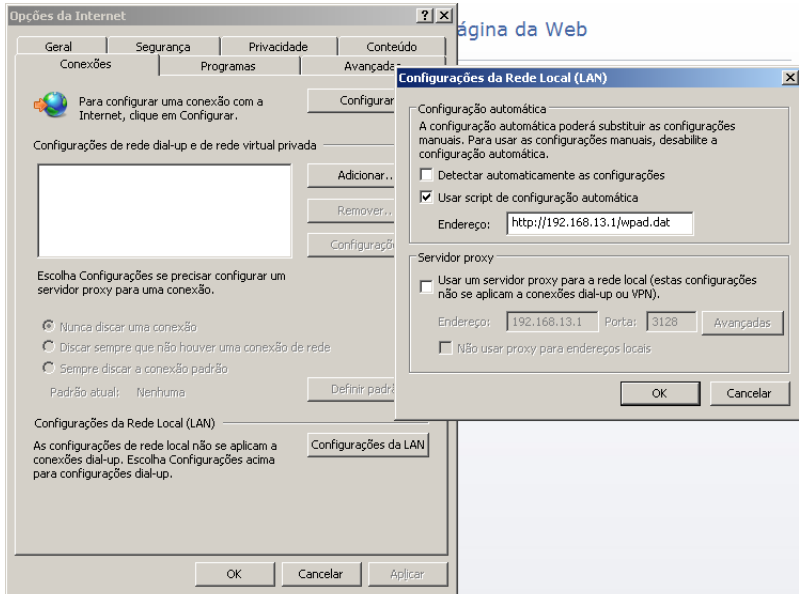 Opções da Internet
ágina da Web
Geral
Segurança
Privacidade
Conteúdo
Conexões
Programas
Avançadas
Para configurar uma conexão com a
Internet, clique em Configurar.
Configurar
Configurações de rede dial-up e de rede virtual privada
Adicionar..
Remover..
Configuraçõ
Escolha Configurações se precisar configurar um
servidor proxy para uma conexão.
Nunca discar uma conexão
Discar sempre que não houver uma conexão de rede
Sempre discar a conexão padrão
Padrão atual: Nenhuma
Definir padrã
Configurações da Rede Local (LAN)
As configurações de rede local não se aplicam a
conexões dial-up. Escolha Configurações acima
para configurações dial-up.
Configurações da LAN
OK
Cancelar
Aplicar
Configurações da Rede Local (LAN)
Configuração automática
A configuração automática poderá substituir as configurações
manuais. Para usar as configurações manuais, desabilite a
configuração automática.
Detectar automaticamente as configurações
Usar script de configuração automática
Endereço: http://192.168.13.1/wpad.dat
Servidor proxy
Usar um servidor proxy para a rede local (estas configurações
não se aplicam a conexões dial-up ou VPN).
Endereço: 192.168.13.1 Porta: 3128 Avançadas
Não usar proxy para endereços locais
OK
Cancelar